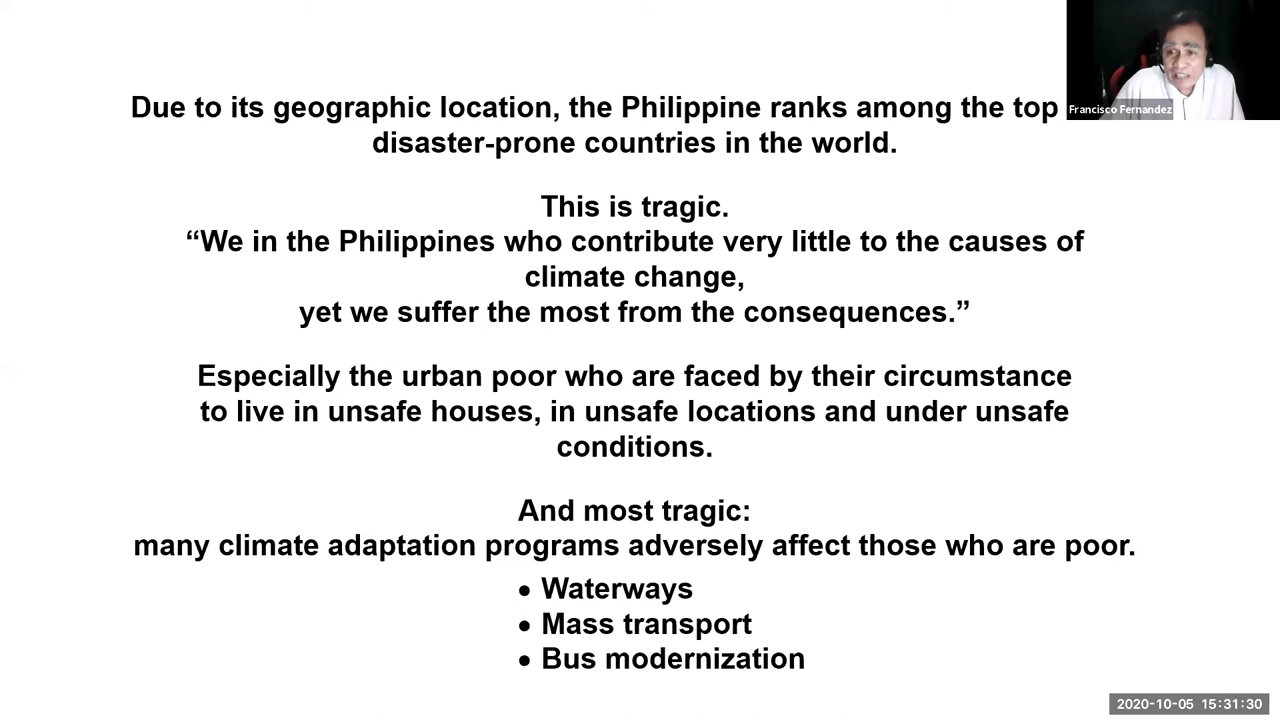 Due to its geographic location, the Philippine ranks among the top
disaster-prone countries in the world.
This is tragic.
“We in the Philippines who contribute very little to the causes of
climate change,
yet we suffer the most from the consequences.”
Especially the urban poor who are faced by their circumstance
to live in unsafe houses, in unsafe locations and under unsafe
conditions.
And most tragic:
many climate adaptation programs adversely affect those who are poor.
• Waterways
• Mass transport
• Bus modernization
Francisco Fernandez
2020-10-05 15:31:30